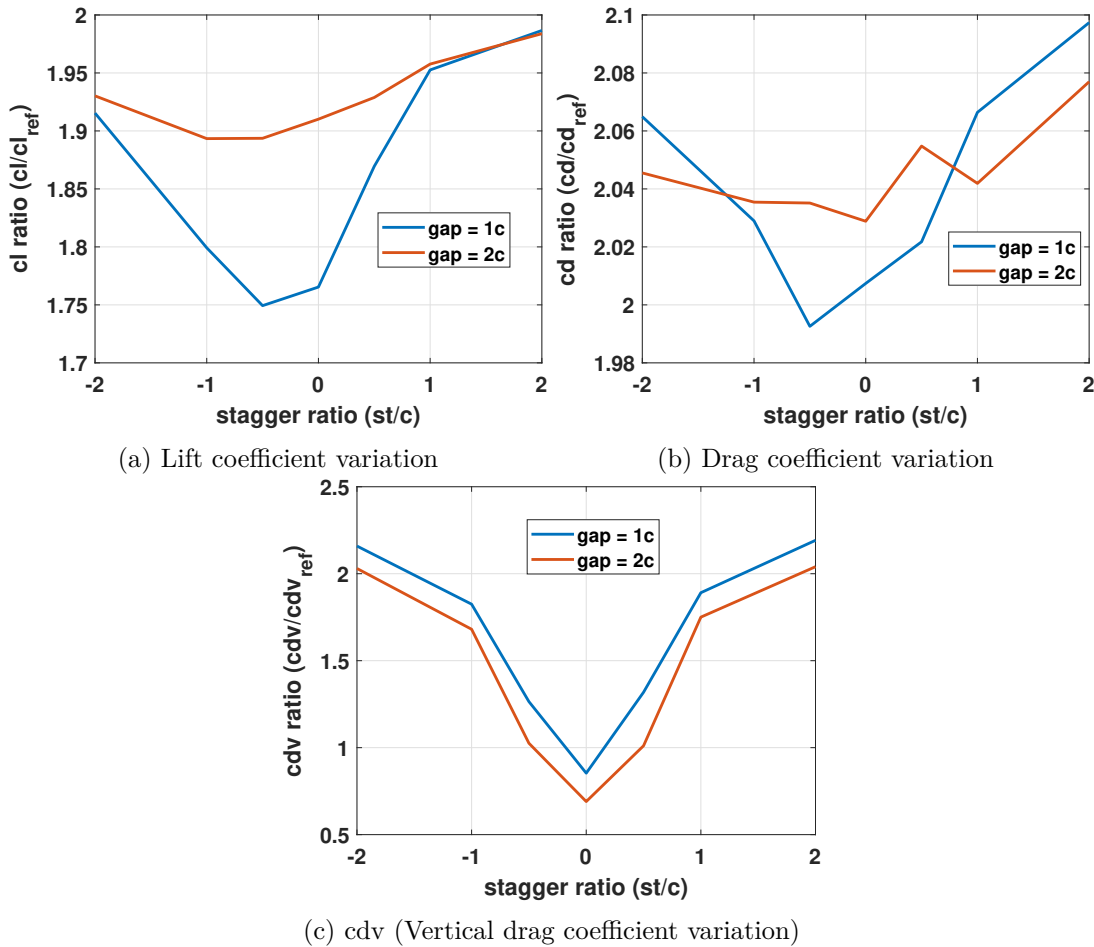 2
1.95
1.9
1.85
1.8
1.75
1.7
cl ratio (cl/cl_ref)
gap = 1c
gap = 2c
-2 -1 0 1 2
stagger ratio (st/c)
(a) Lift coefficient variation
2.1
2.08
2.06
2.04
2.02
2
1.98
cd ratio (cd/cd_ref)
gap = 1c
gap = 2c
-2 -1 0 1 2
stagger ratio (st/c)
(b) Drag coefficient variation
2.5
2
1.5
1
0.5
cdv ratio (cdv/cdv_ref)
gap = 1c
gap = 2c
-2 -1 0 1 2
stagger ratio (st/c)
(c) cdv (Vertical drag coefficient variation)